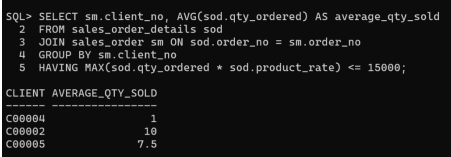 SQL> SELECT sm.client_no, AVG(sod.qty_ordered) AS average_qty_sold
  2  FROM sales_order_details sod
  3  JOIN sales_order sm ON sod.order_no = sm.order_no
  4  GROUP BY sm.client_no
  5  HAVING MAX(sod.qty_ordered * sod.product_rate) <= 15000;
CLIENT AVERAGE_QTY_SOLD
------ ----------------
C00004                1
C00002               10
C00005              7.5